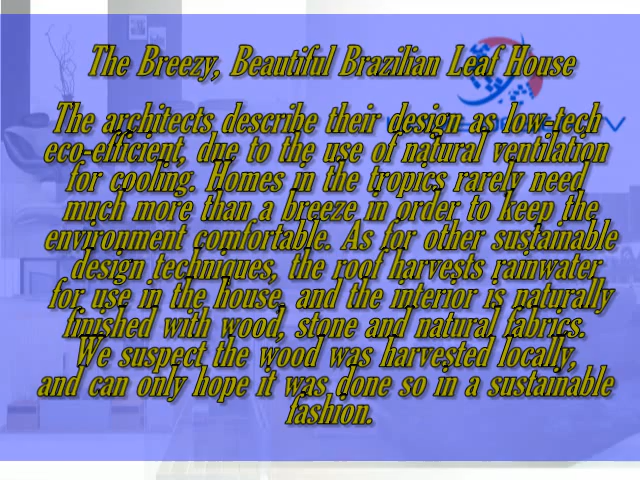 The Breezy, Beautiful Brazilian Leaf House
The architects describe their design as low-tech
eco-efficient, due to the use of natural ventilation
for cooling. Homes in the tropics rarely need
much more than a breeze in order to keep the
environment comfortable. As for other sustainable
design techniques, the roof harvests rainwater
for use in the house, and the interior is naturally
finished with wood, stone and natural fabrics.
We suspect the wood was harvested locally,
and can only hope it was done so in a sustainable
fashion.